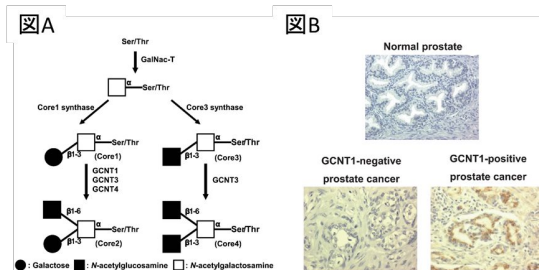 図A
Ser/Thr
GalNac-T
α
Ser/Thr
Core1 synthase
Core3 synthase
α
Ser/Thr
β1-3
(Core1)
α
Ser/Thr
β1-3
(Core3)
GCNT1
GCNT3
GCNT4
GCNT3
β1-6
α
Ser/Thr
β1-3
(Core2)
β1-6
α
Ser/Thr
β1-3
(Core4)
: Galactose
: N-acetylglucosamine
: N-acetylgalactosamine
図B
Normal prostate
GCNT1-negative
prostate cancer
GCNT1-positive
prostate cancer